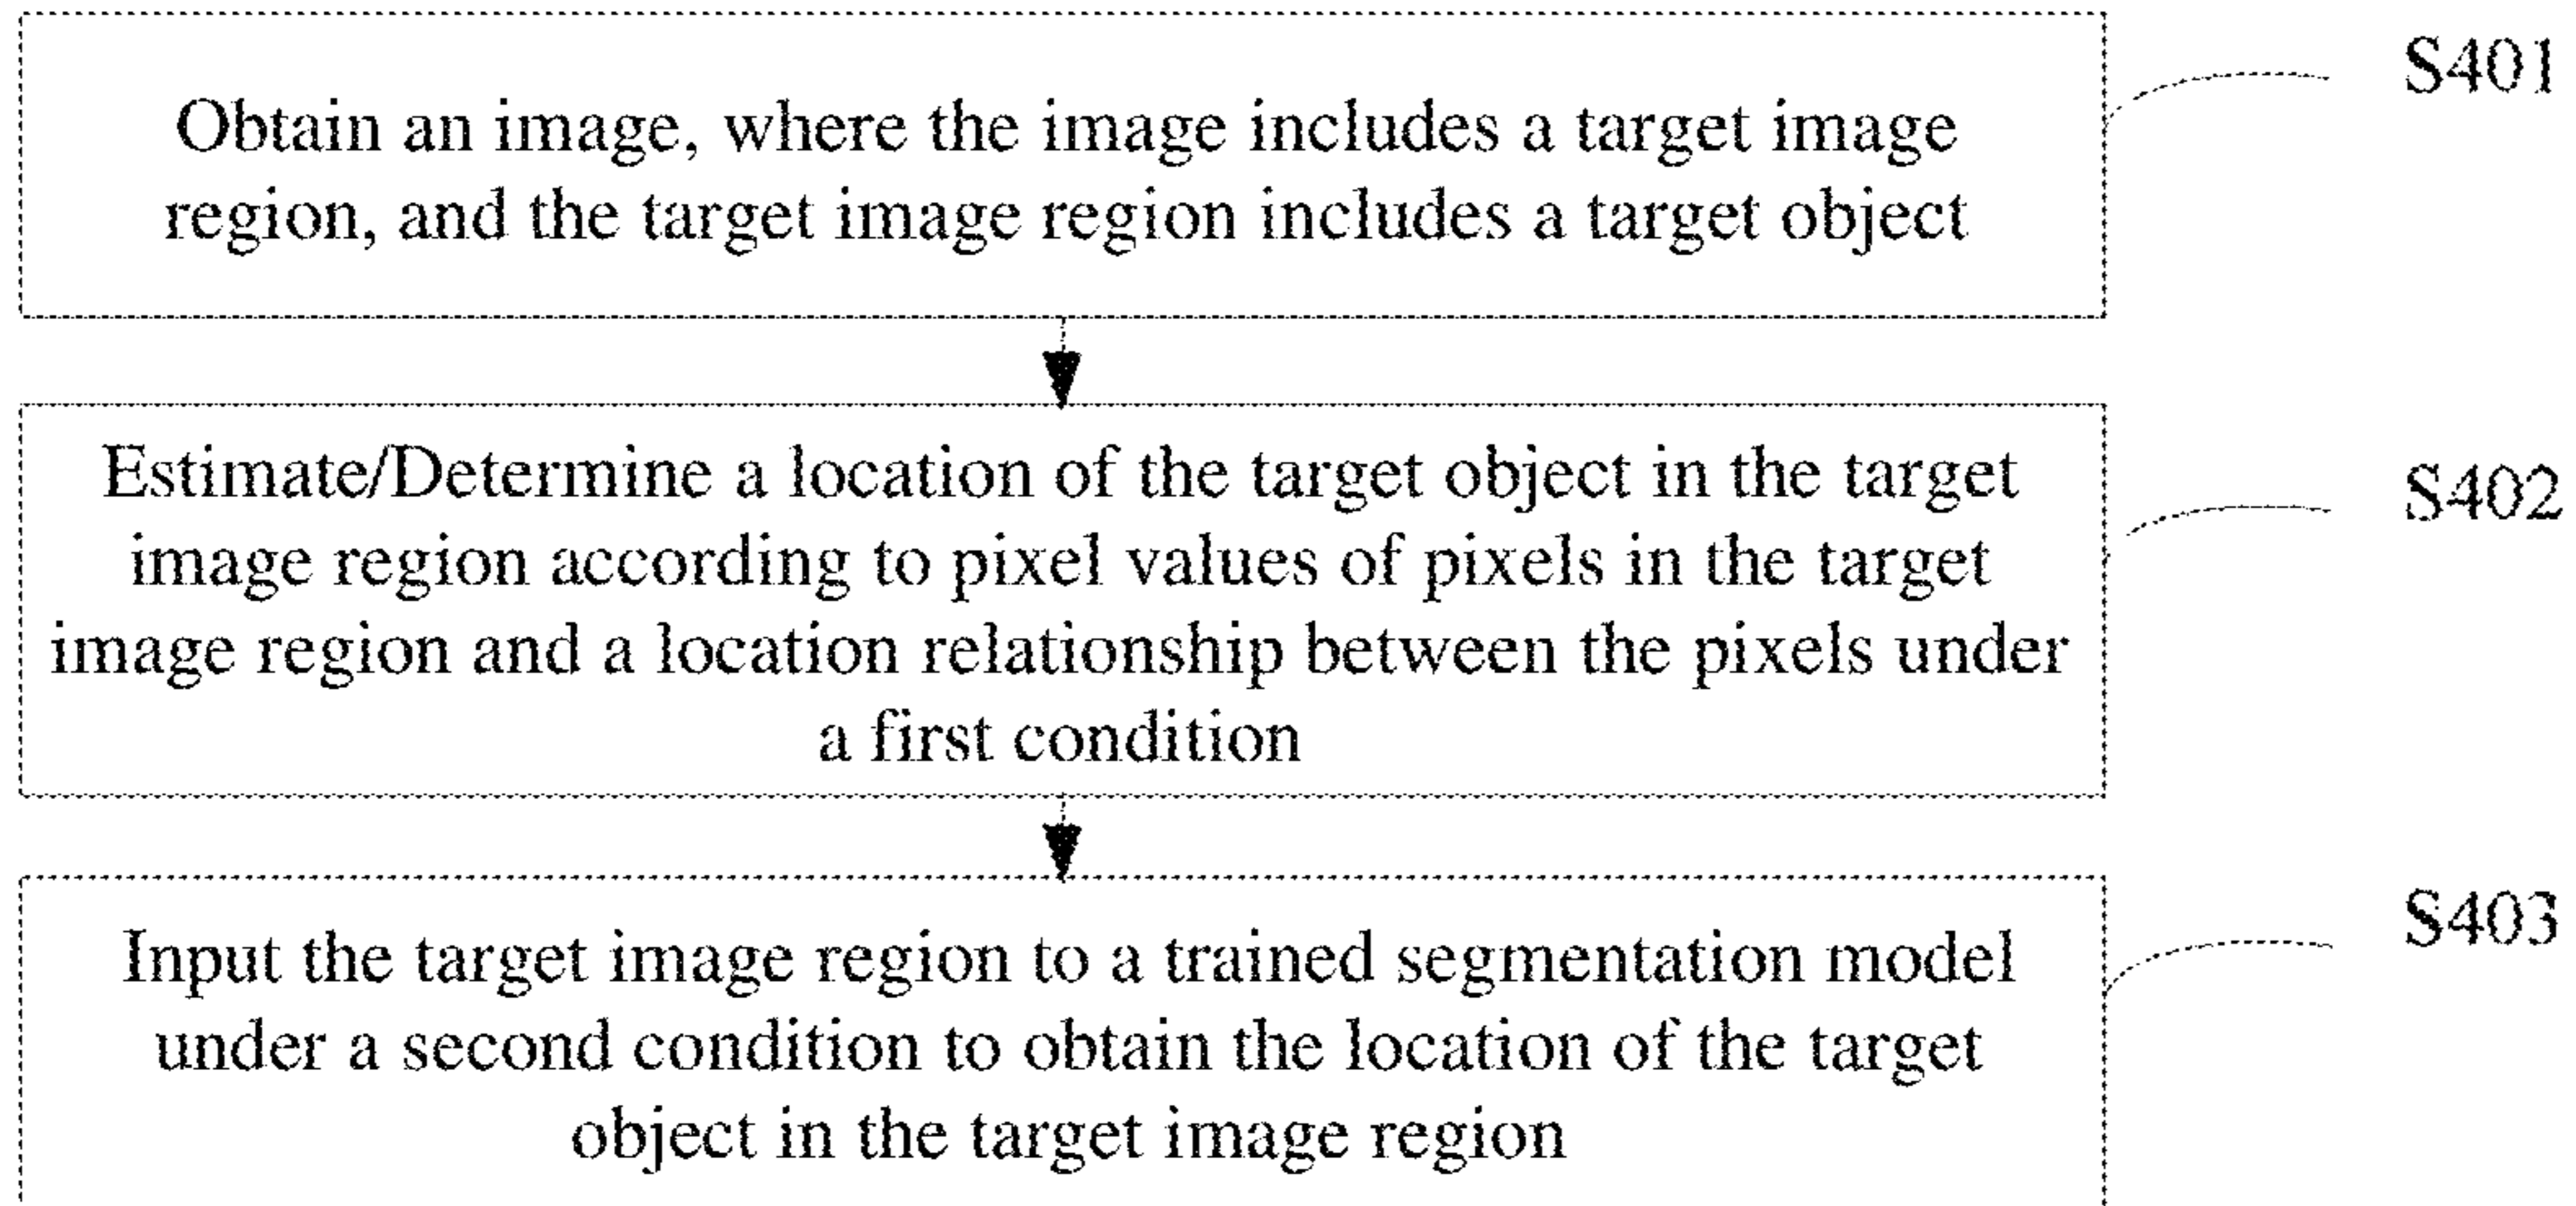 Obtain an image, where the image includes a target image
region, and the target image region includes a target object
S401
Estimate/Determine a location of the target object in the target
image region according to pixel values of pixels in the target
image region and a location relationship between the pixels under
a first condition
S402
Input the target image region to a trained segmentation model
under a second condition to obtain the location of the target
object in the target image region
S403